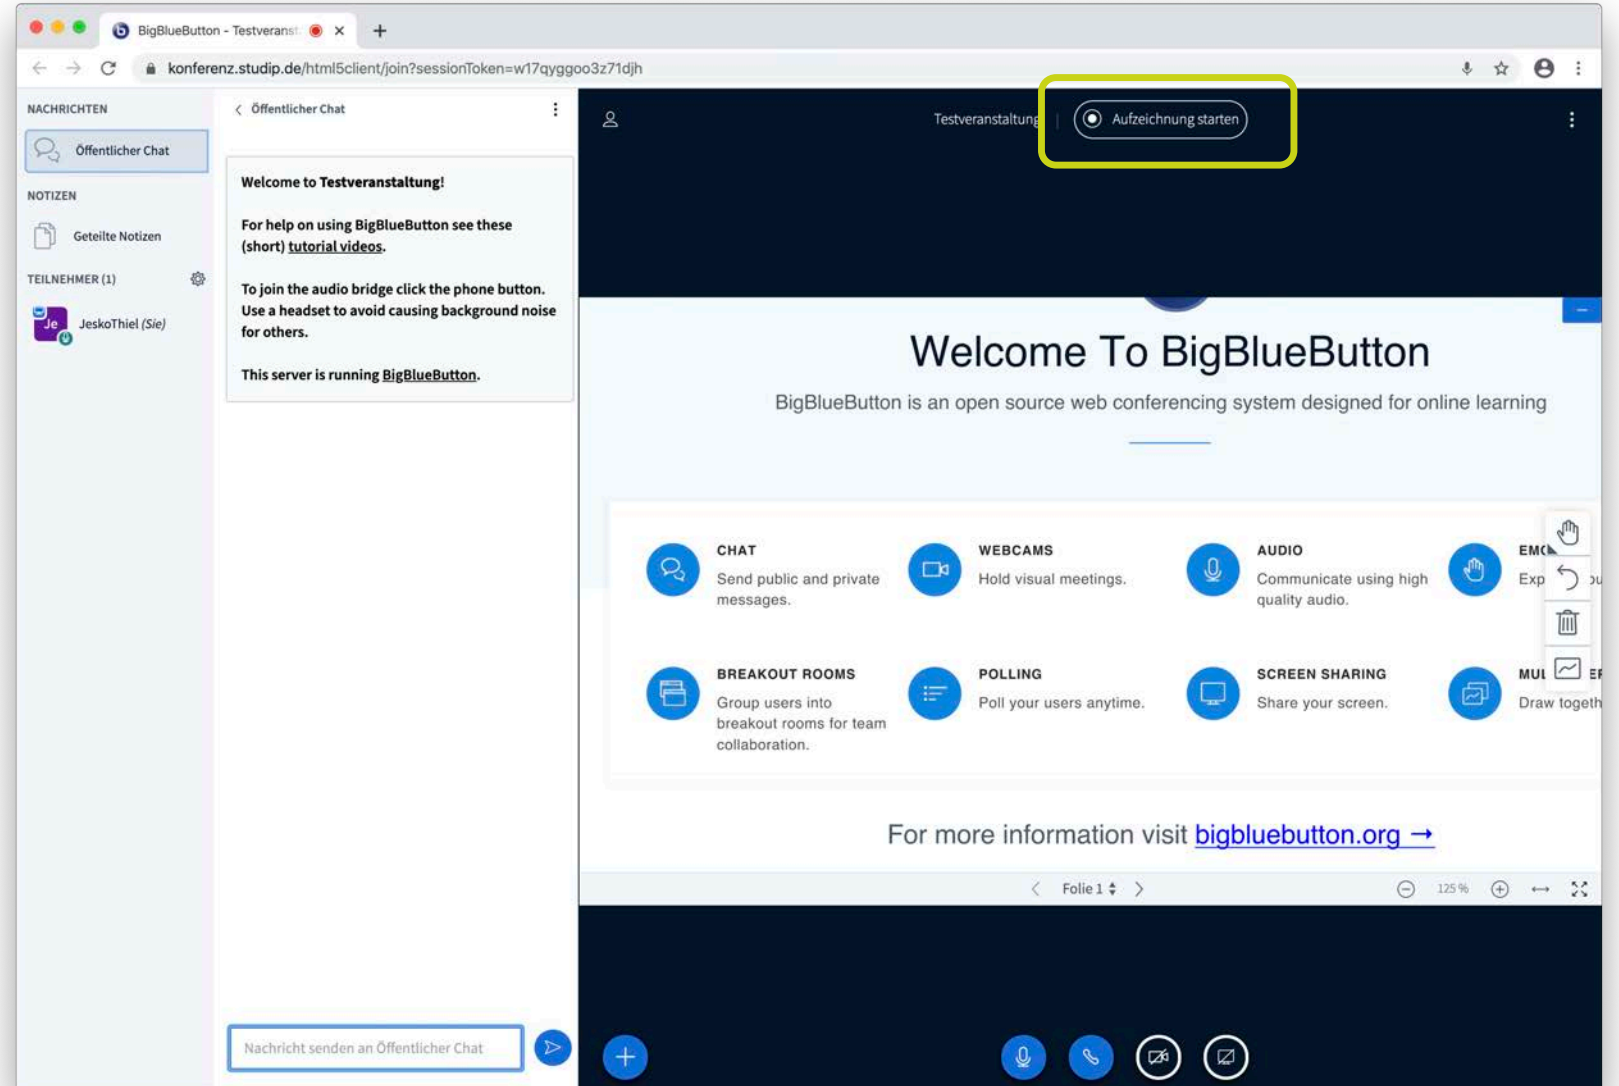 BigBlueButton - Testveranst
konferenz.studip.de/html5client/join?sessionToken=w17qyggoo3z71djh
NACHRICHTEN
Öffentlicher Chat
NOTIZEN
Geteilte Notizen
TEILNEHMER (1)
Je
JeskoThiel (Sie)
Öffentlicher Chat
Welcome to Testveranstaltung!
For help on using BigBlueButton see these
(short) tutorial videos.
To join the audio bridge click the phone button.
Use a headset to avoid causing background noise
for others.
This server is running BigBlueButton.
Nachricht senden an Öffentlicher Chat
Testveranstaltung | Aufzeichnung starten
Welcome To BigBlueButton
BigBlueButton is an open source web conferencing system designed for online learning
CHAT
Send public and private
messages.
WEBCAMS
Hold visual meetings.
AUDIO
Communicate using high
quality audio.
EMO
Exp
BREAKOUT ROOMS
Group users into
breakout rooms for team
collaboration.
POLLING
Poll your users anytime.
SCREEN SHARING
Share your screen.
MUL
Draw togeth
For more information visit bigbluebutton.org →
Folie 1
125 %